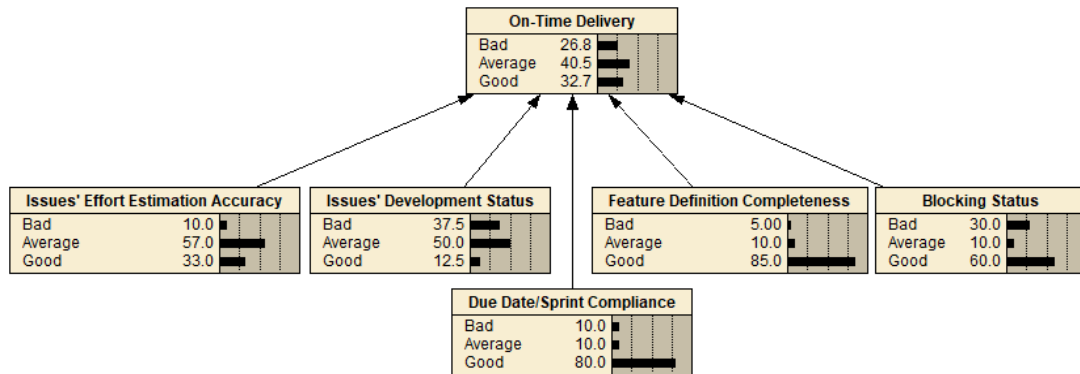 On-Time Delivery
Bad 26.8
Average 40.5
Good 32.7
Issues' Effort Estimation Accuracy
Bad 10.0
Average 57.0
Good 33.0
Issues' Development Status
Bad 37.5
Average 50.0
Good 12.5
Feature Definition Completeness
Bad 5.00
Average 10.0
Good 85.0
Blocking Status
Bad 30.0
Average 10.0
Good 60.0
Due Date/Sprint Compliance
Bad 10.0
Average 10.0
Good 80.0